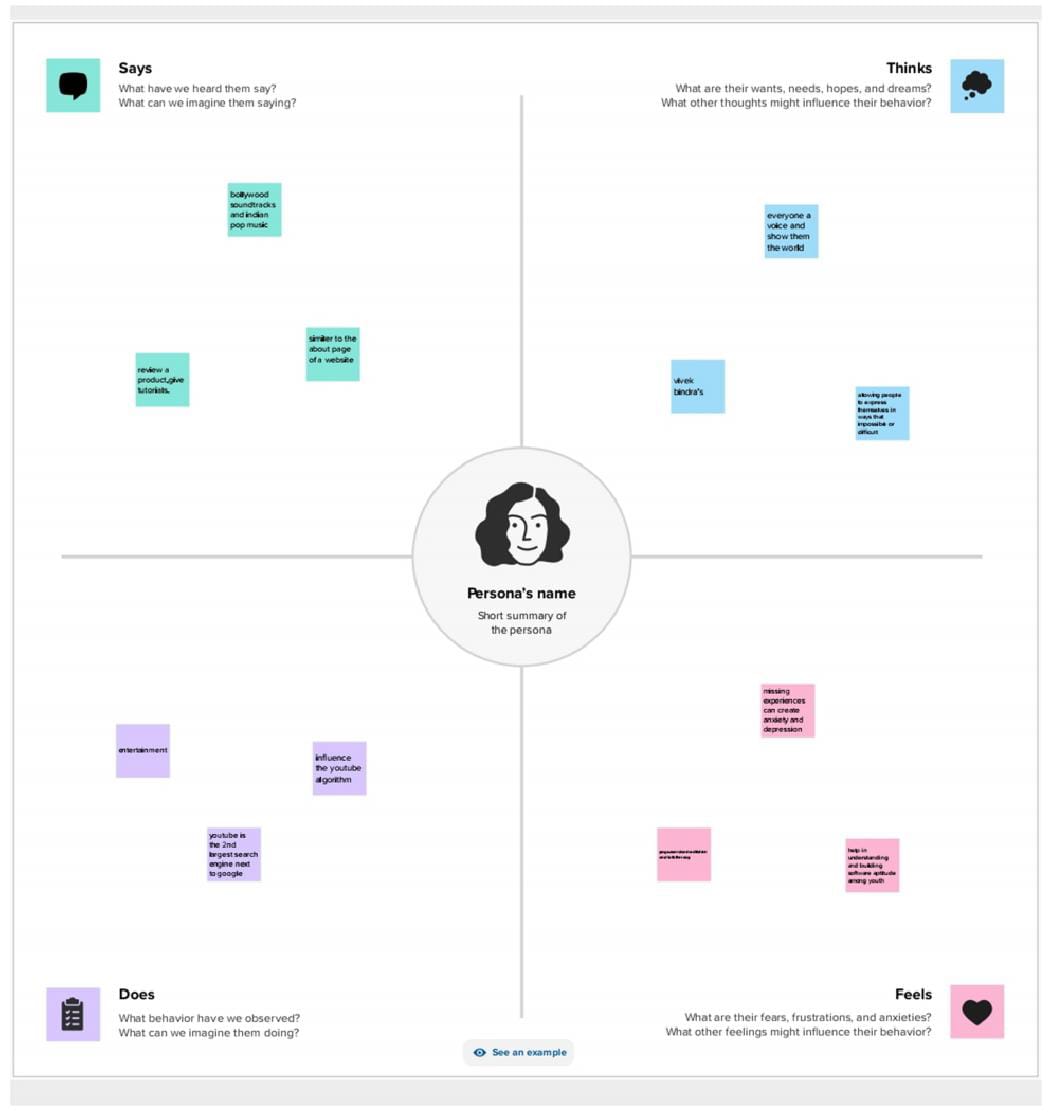 Says
What have we heard them say?
What can we imagine them saying?
Thinks
What are their wants, needs, hopes, and dreams?
What other thoughts might influence their behavior?
bollywood
soundtracks
and indian
pop music
similer to the
about page
of a website
review a
product,give
tutorials,
everyone a
voice and
show them
the world
vivek
bindra's
allowing people
to express
themselves in
ways that
impossible or
difficult
Persona's name
Short summary of
the persona
entertainment
influence
the youtube
algorithm
youtube is
the 2nd
largest search
engine next
to google
missing
experiences
can create
anxiety and
depression
help in
understanding
and building
software aptitude
among youth
Does
What behavior have we observed?
What can we imagine them doing?
Feels
What are their fears, frustrations, and anxieties?
What other feelings might influence their behavior?
See an example